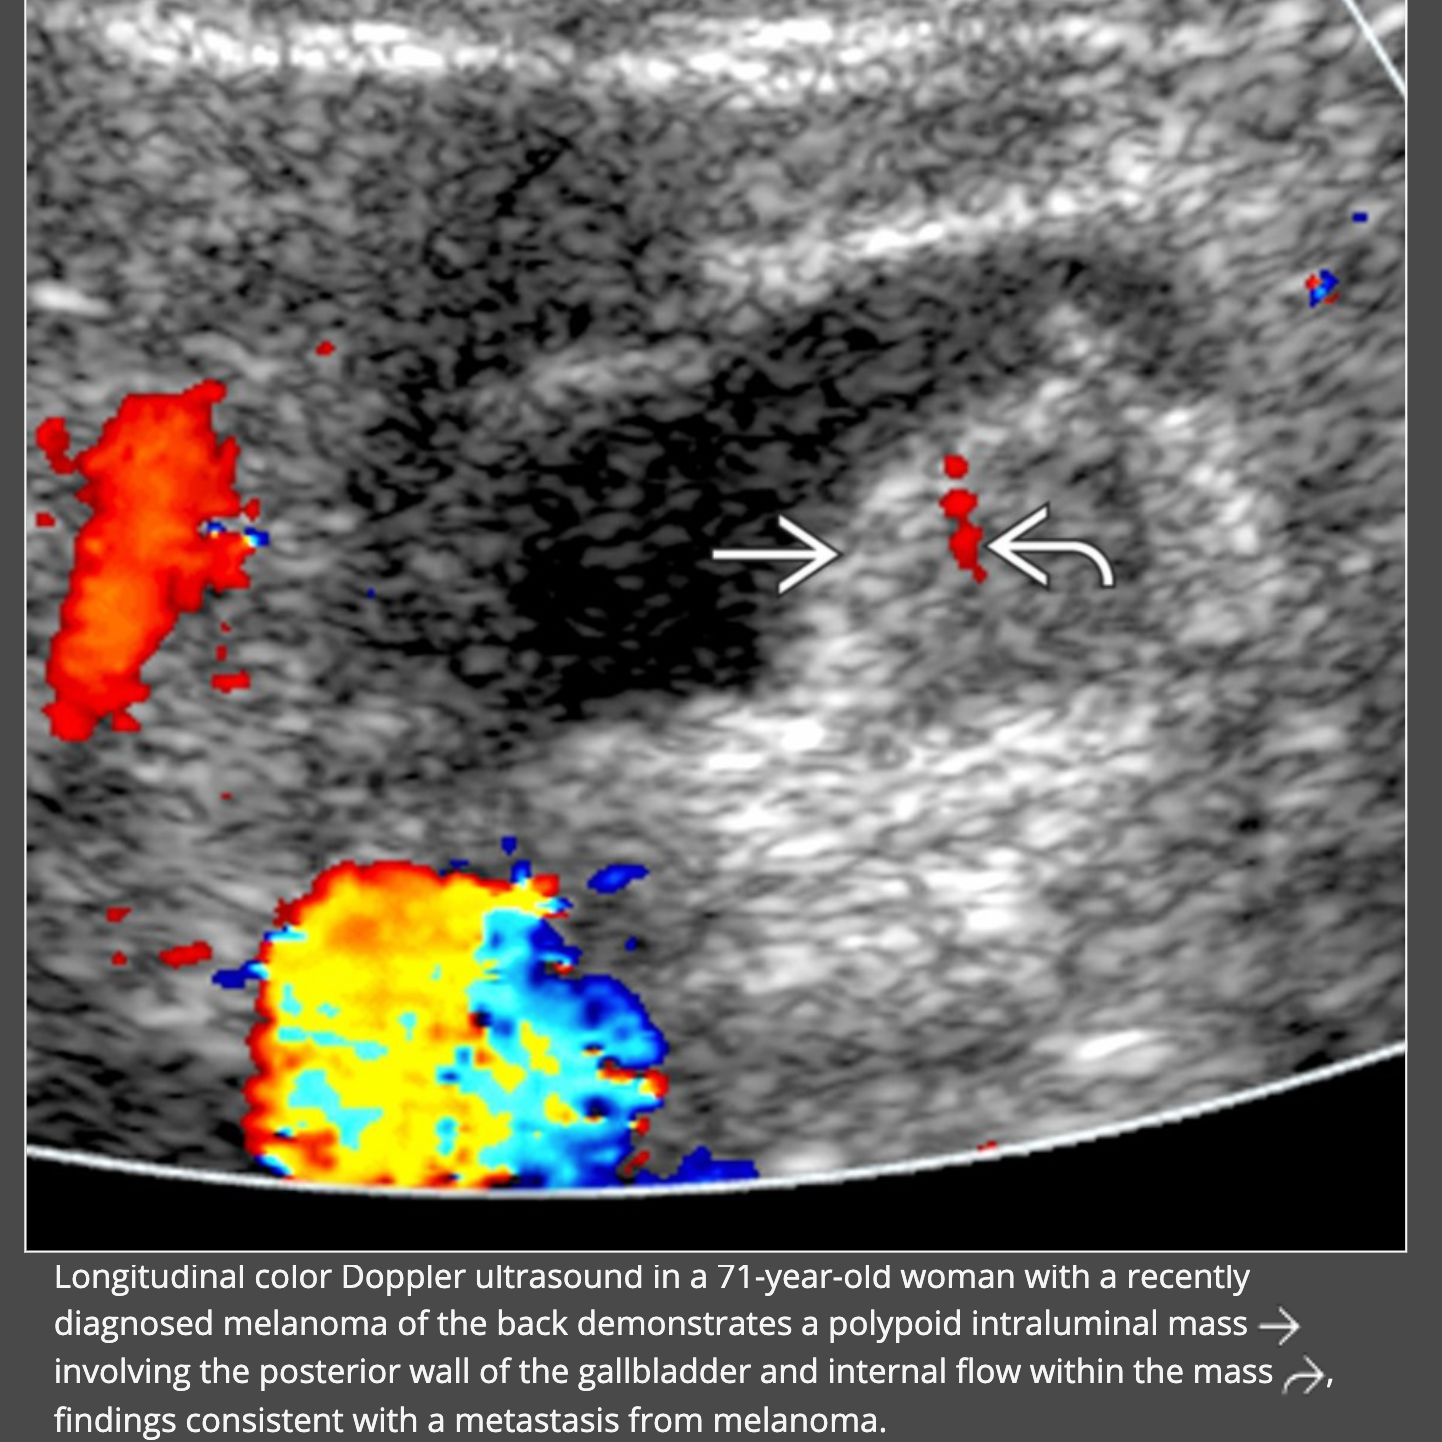 Longitudinal color Doppler ultrasound in a 71-year-old woman with a recently
diagnosed melanoma of the back demonstrates a polypoid intraluminal mass →
involving the posterior wall of the gallbladder and internal flow within the mass ↷,
findings consistent with a metastasis from melanoma.